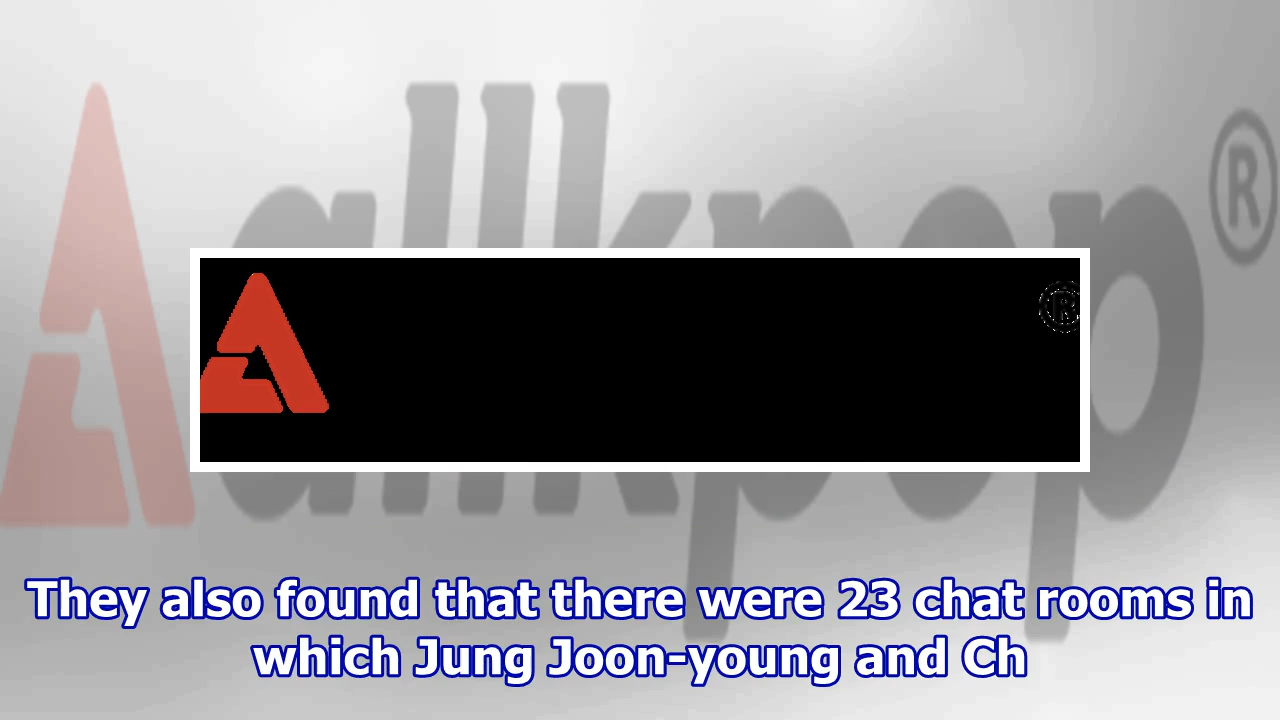 allkpop®
®
They also found that there were 23 chat rooms in
which Jung Joon-young and Ch